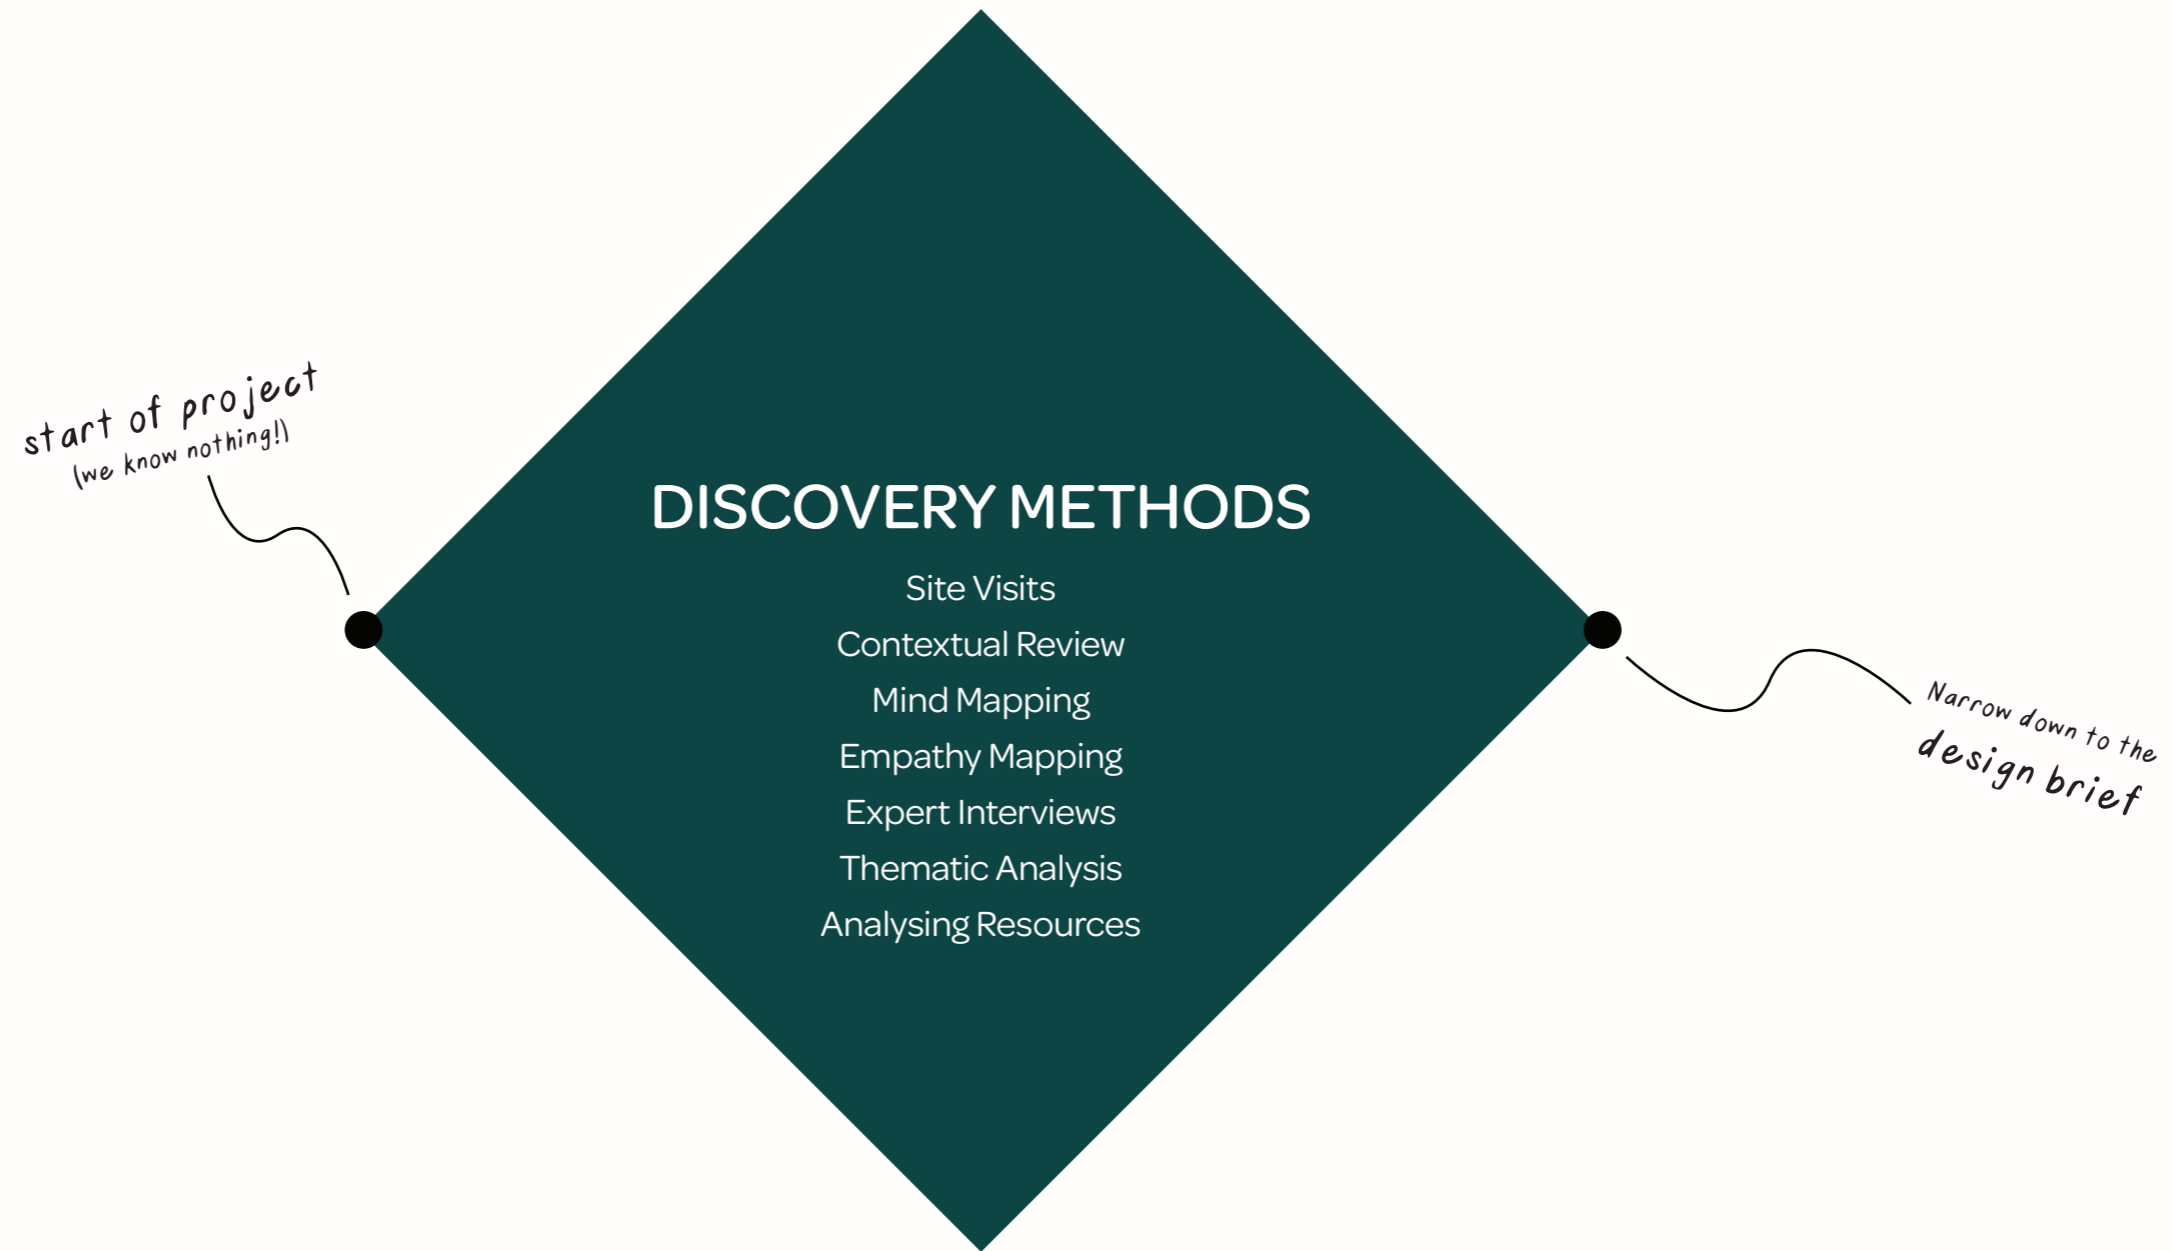 start of project
(we know nothing!)
DISCOVERY METHODS
Site Visits
Contextual Review
Mind Mapping
Empathy Mapping
Expert Interviews
Thematic Analysis
Analysing Resources
Narrow down to the
design brief